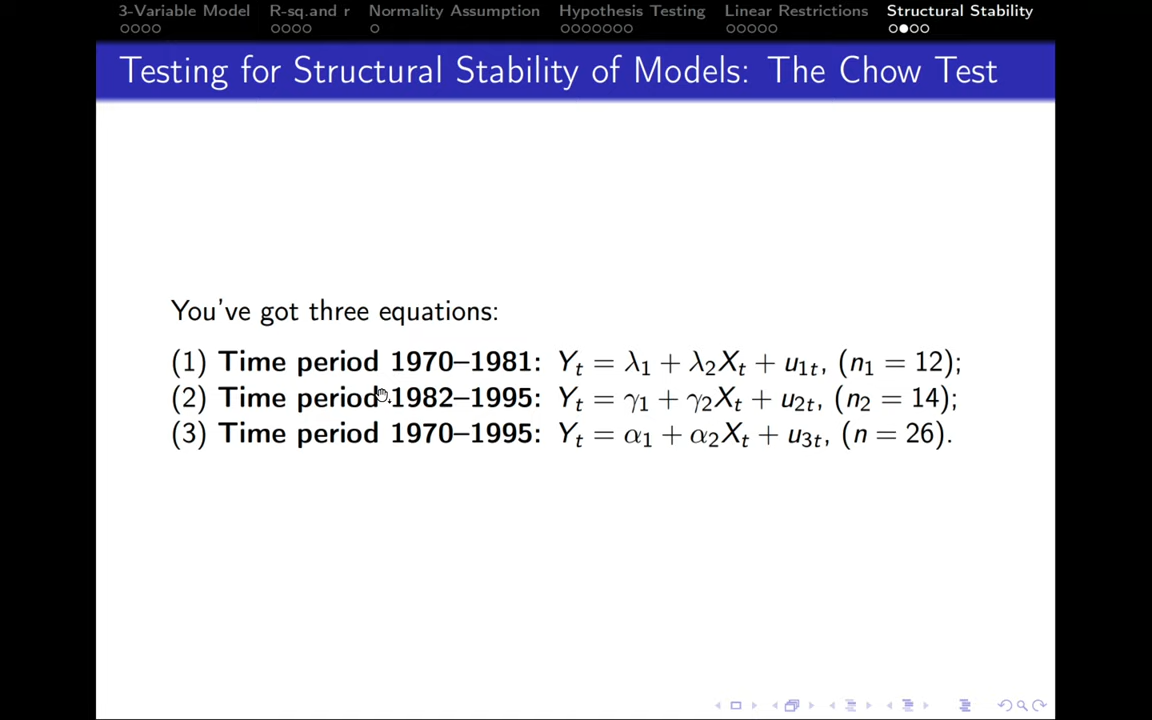 3-Variable Model R-sq.and r Normality Assumption Hypothesis Testing Linear Restrictions Structural Stability
Testing for Structural Stability of Models: The Chow Test
You've got three equations:
(1) Time period 1970–1981: Yₜ = λ₁ + λ₂Xₜ + u₁ₜ, (n₁ = 12);
(2) Time period 1982–1995: Yₜ = γ₁ + γ₂Xₜ + u₂ₜ, (n₂ = 14);
(3) Time period 1970–1995: Yₜ = α₁ + α₂Xₜ + u₃ₜ, (n = 26).